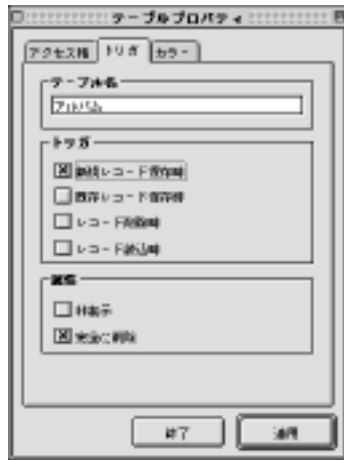 テーブルプロパティ
アクセス権 トリガ カラー
テーブル名
アルバム
トリガ
新規レコード保存時
既存レコード保存時
レコード削除時
レコード読込時
属性
非表示
完全に削除
終了 適用